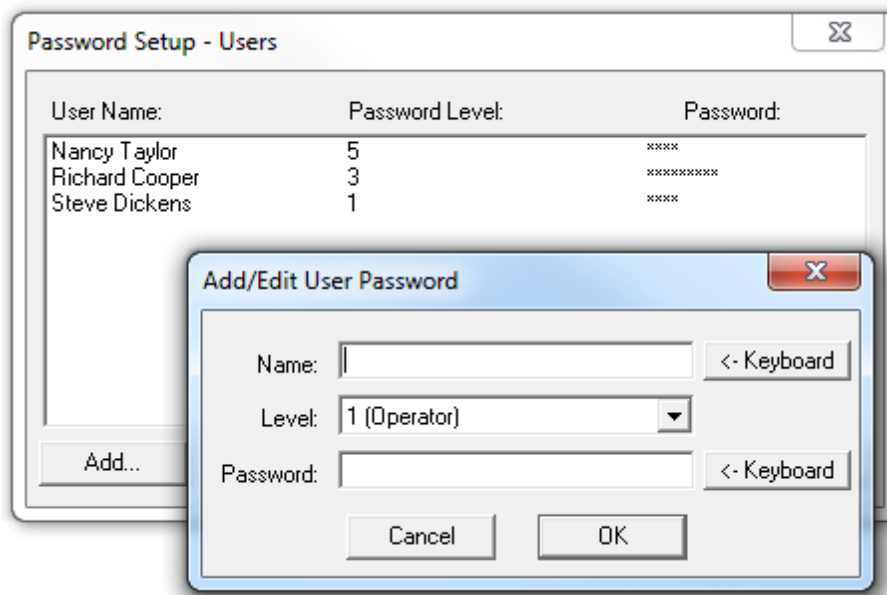 Password Setup - Users
User Name: Password Level: Password:
Nancy Taylor 5 ****
Richard Cooper 3 *********
Steve Dickens 1 ****
Add/Edit User Password
Name: <- Keyboard
Level: 1 (Operator)
Add...
Password: <- Keyboard
Cancel OK